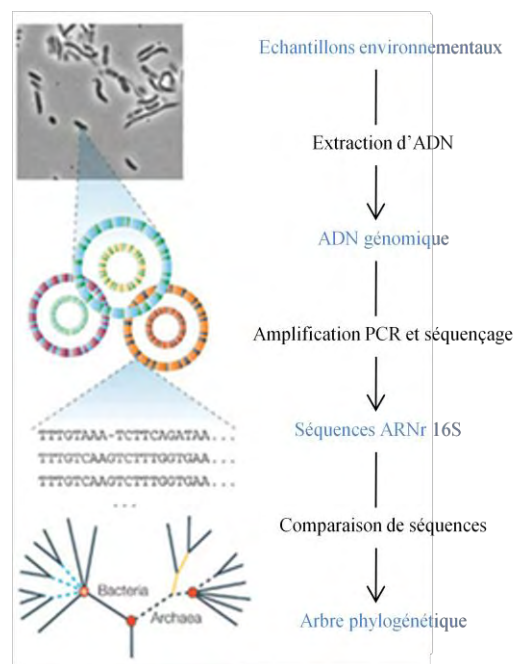 Echantillons environnementaux
Extraction d'ADN
ADN génomique
Amplification PCR et séquençage
TTTGTAAA-TCTTCAGATAA...
TTTGTCAAGTCTTTGGTGAA...
TTTGTCAAGTCTTTGGTGAA...
...
Séquences ARNr 16S
Comparaison de séquences
Bacteria
Archaea
Arbre phylogénétique